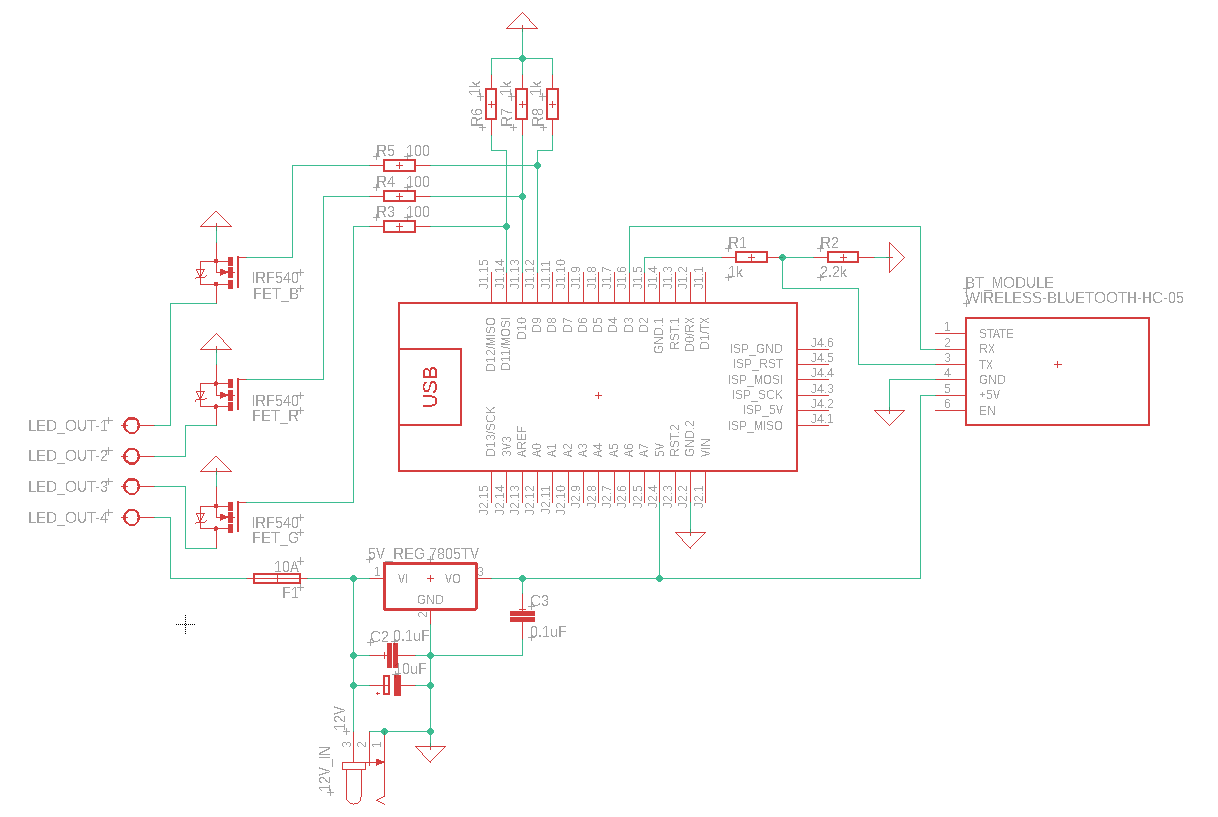 1k
1k
1k
R6
R7
R8
R5 100
R4 100
R3 100
J1.15
J1.14
J1.13
J1.12
J1.11
J1.10
J1.9
J1.8
J1.7
J1.6
J1.5
J1.4
J1.3
J1.2
J1.1
R1
1k
R2
2.2k
IRF540
FET_B
BT_MODULE
WIRELESS-BLUETOOTH-HC-05
D12/MISO
D11/MOSI
D10
D9
D8
D7
D6
D5
D4
D3
D2
GND.1
RST.1
D0/RX
D1/TX
1 STATE
2 RX
3 TX
4 GND
5 +5V
6 EN
USB
ISP_GND J4.6
ISP_RST J4.5
ISP_MOSI J4.4
ISP_SCK J4.3
ISP_5V J4.2
ISP_MISO J4.1
IRF540
FET_R
LED_OUT-1
LED_OUT-2
LED_OUT-3
LED_OUT-4
D13/SCK
3V3
AREF
A0
A1
A2
A3
A4
A5
A6
A7
5V
RST.2
GND.2
VIN
J2.15
J2.14
J2.13
J2.12
J2.11
J2.10
J2.9
J2.8
J2.7
J2.6
J2.5
J2.4
J2.3
J2.2
J2.1
IRF540
FET_G
5V_REG 7805TV
10A
F1
1 VI VO 3
GND
2
C3
0.1uF
C2 0.1uF
10uF
12V
3
2
1
12V_IN